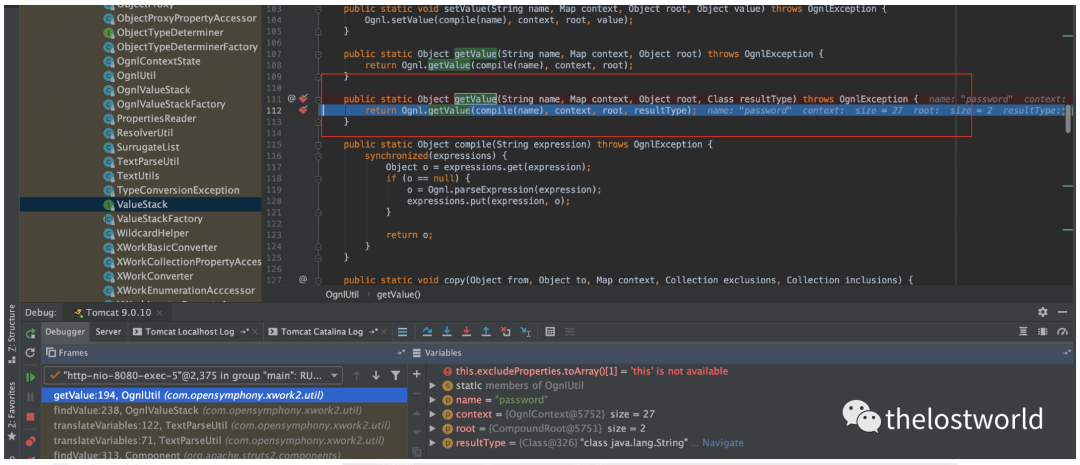 ObjectProxy
ObjectProxyPropertyAccessor
ObjectTypeDeterminer
ObjectTypeDeterminerFactory
OgnlContextState
OgnlUtil
OgnlValueStack
OgnlValueStackFactory
PropertiesReader
ResolverUtil
SurrugateList
TextParseUtil
TextUtils
TypeConversionException
ValueStack
ValueStackFactory
WildcardHelper
XWorkBasicConverter
XWorkCollectionPropertyAcces
XWorkConverter
XWorkEnumerationAcccessor
103 public static void setValue(String name, Map context, Object root, Object value) throws OgnlException {
104 Ognl.setValue(compile(name), context, root, value);
105 }
106
107 public static Object getValue(String name, Map context, Object root) throws OgnlException {
108 return Ognl.getValue(compile(name), context, root);
109 }
110
111 @ public static Object getValue(String name, Map context, Object root, Class resultType) throws OgnlException { name: "password" context:
112 return Ognl.getValue(compile(name), context, root, resultType); name: "password" context: size = 27 root: size = 2 resultType:
113 }
114
115 public static Object compile(String expression) throws OgnlException {
116 synchronized(expressions) {
117 Object o = expressions.get(expression);
118 if (o == null) {
119 o = Ognl.parseExpression(expression);
120 expressions.put(expression, o);
121 }
122
123 return o;
124 }
125 }
126
127 @ public static void copy(Object from, Object to, Map context, Collection exclusions, Collection inclusions) {
OgnlUtil › getValue()
Z: Structure
2: Favorites
Debug: Tomcat 9.0.10 ×
Debugger Server Tomcat Localhost Log Tomcat Catalina Log
Frames
Variables
"http-nio-8080-exec-5"@2,375 in group "main": RU...
getValue:194, OgnlUtil (com.opensymphony.xwork2.util)
findValue:238, OgnlValueStack (com.opensymphony.xwork2.util)
translateVariables:122, TextParseUtil (com.opensymphony.xwork2.util)
translateVariables:71, TextParseUtil (com.opensymphony.xwork2.util)
findValue:313, Component (org.apache.struts2.components)
this.excludeProperties.toArray()[1] = 'this' is not available
static members of OgnlUtil
name = "password"
context = {OgnlContext@5752} size = 27
root = {CompoundRoot@5751} size = 2
resultType = {Class@326} "class java.lang.String" ... Navigate
thelostworld